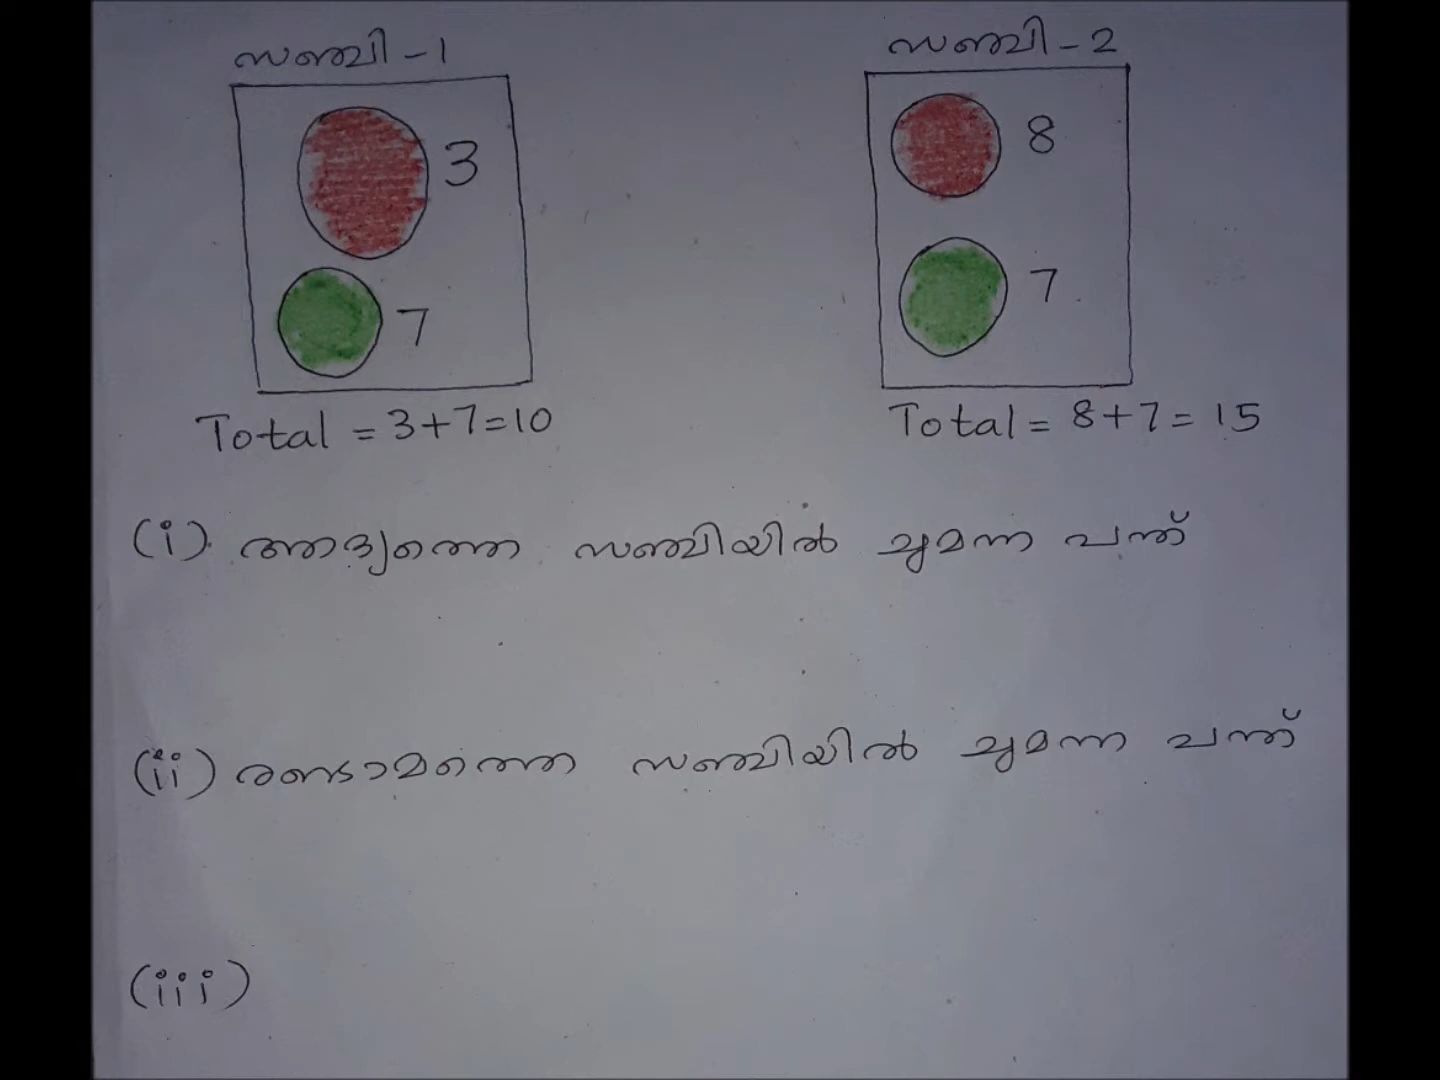 സഞ്ചി - 1
സഞ്ചി - 2
3
8
7
7
Total = 3+7=10
Total = 8+7= 15
(i) ആദ്യത്തെ സഞ്ചിയിൽ ചുമന്ന പന്ത്
(ii) രണ്ടാമത്തെ സഞ്ചിയിൽ ചുമന്ന പന്ത്
(iii)